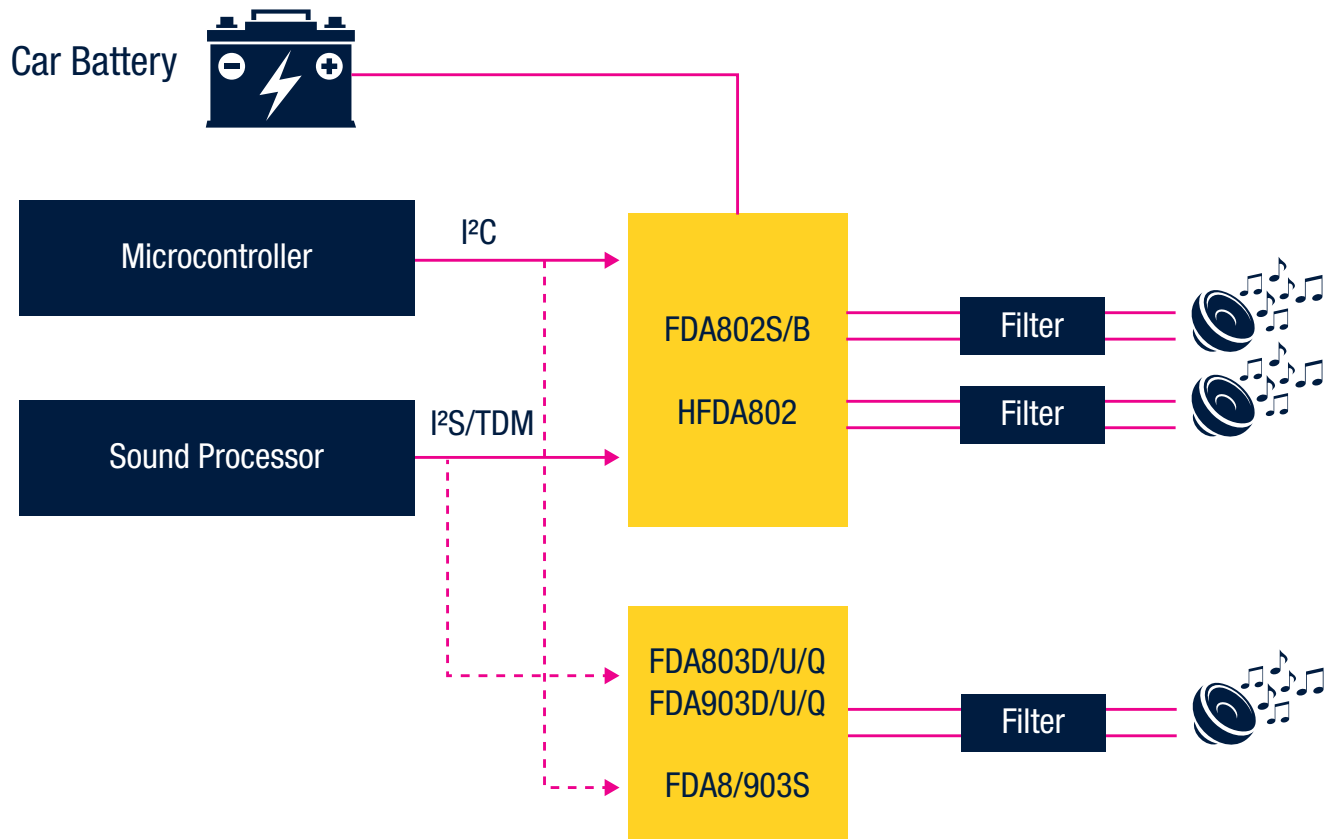 Car Battery
Microcontroller
I²C
Sound Processor
I²S/TDM
FDA802S/B
HFDA802
Filter
Filter
FDA803D/U/Q
FDA903D/U/Q
FDA8/903S
Filter